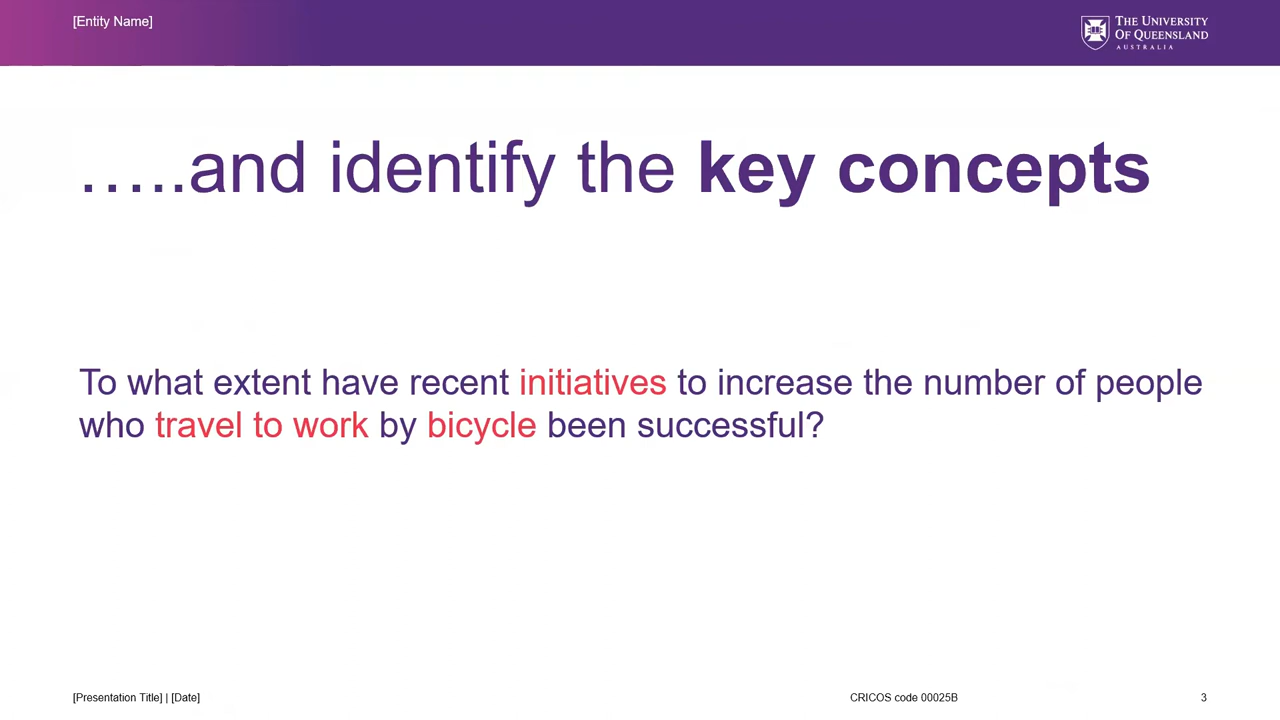 [Entity Name]
THE UNIVERSITY
OF QUEENSLAND
AUSTRALIA
…..and identify the key concepts
To what extent have recent initiatives to increase the number of people
who travel to work by bicycle been successful?
[Presentation Title] | [Date]
CRICOS code 00025B
3